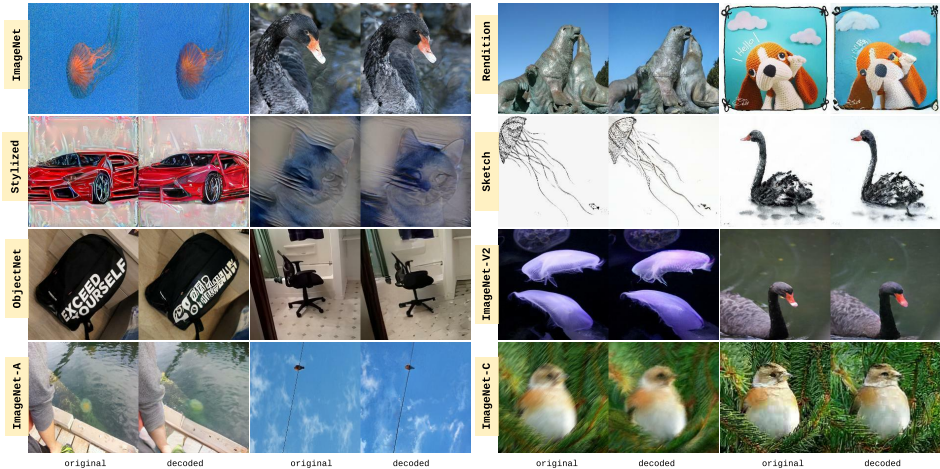 ImageNet
Rendition
I Hello!
Stylized
Sketch
ObjectNet
EXCEED
YOURSELF
ImageNet-V2
ImageNet-A
ImageNet-C
original decoded original decoded original decoded original decoded